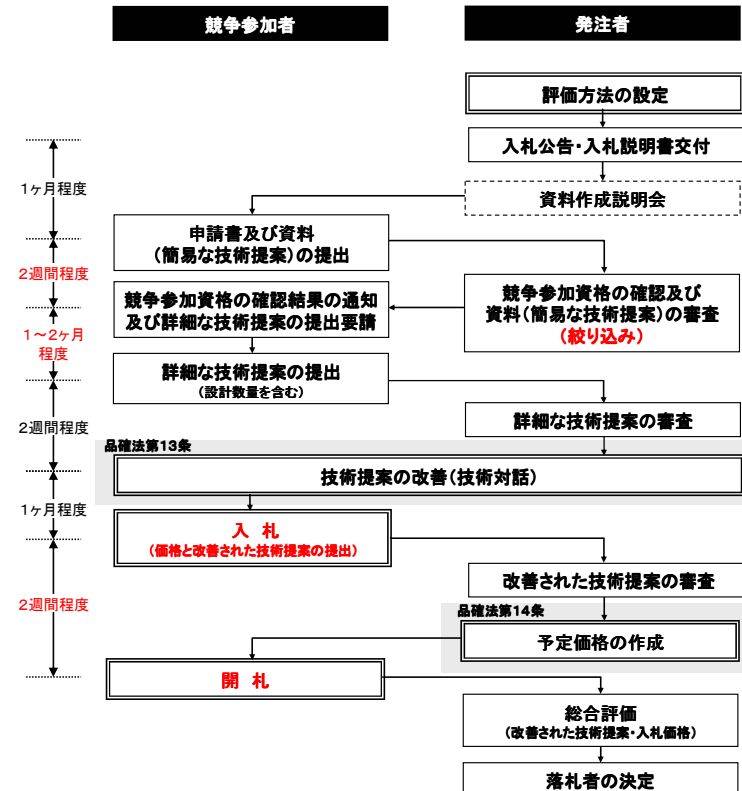 競争参加者
発注者
評価方法の設定
入札公告・入札説明書交付
1ヶ月程度
資料作成説明会
申請書及び資料
(簡易な技術提案)の提出
2週間程度
競争参加資格の確認結果の通知
及び詳細な技術提案の提出要請
競争参加資格の確認及び
資料(簡易な技術提案)の審査
(絞り込み)
1～2ヶ月
程度
詳細な技術提案の提出
(設計数量を含む)
2週間程度
詳細な技術提案の審査
品確法第13条
技術提案の改善(技術対話)
1ヶ月程度
入 札
(価格と改善された技術提案の提出)
改善された技術提案の審査
2週間程度
品確法第14条
予定価格の作成
開 札
総合評価
(改善された技術提案・入札価格)
落札者の決定